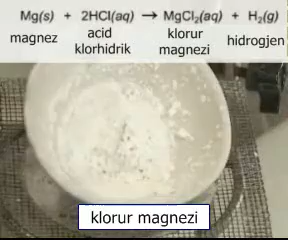 Mg(s) + 2HCl(aq) → MgCl₂(aq) + H₂(g)
magnez acid klorhidrik klorur magnezi hidrogjen
klorur magnezi